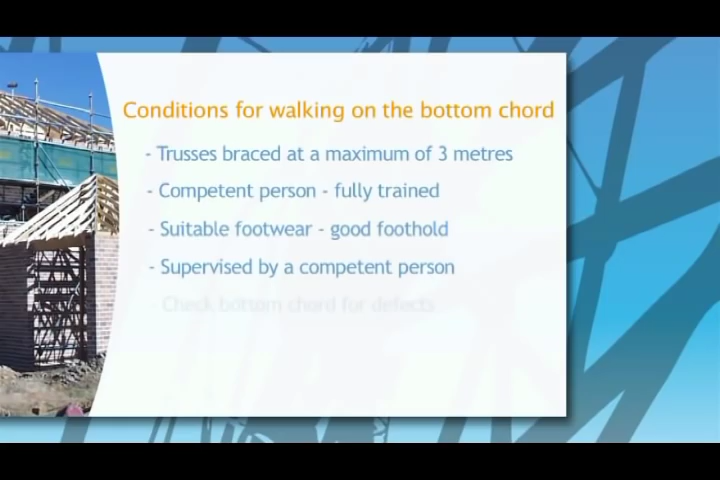 Conditions for walking on the bottom chord
- Trusses braced at a maximum of 3 metres
- Competent person - fully trained
- Suitable footwear - good foothold
- Supervised by a competent person
- Check bottom chord for defects